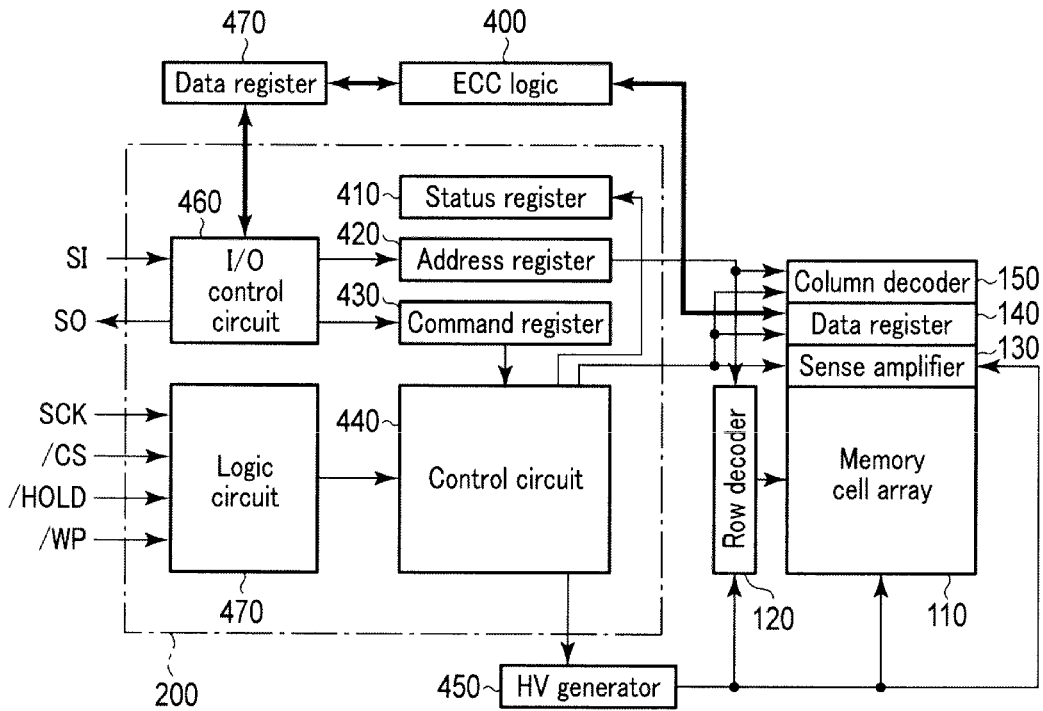 470
400
Data register
ECC logic
410
Status register
460
420
SI
I/O
control
circuit
Address register
430
SO
Command register
Column decoder
150
Data register
140
130
Sense amplifier
SCK
/CS
/HOLD
/WP
Logic
circuit
440
Control circuit
Row decoder
Memory
cell array
470
120
110
200
450
HV generator